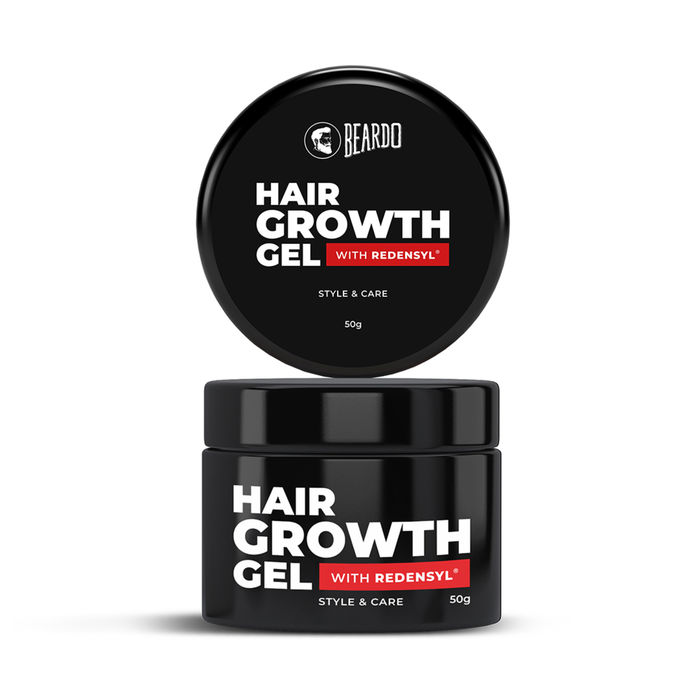 BEARDO
HAIR
GROWTH
GEL WITH REDENSYL®
STYLE & CARE
50g
HAIR
GROWTH
GEL WITH REDENSYL®
STYLE & CARE 50g